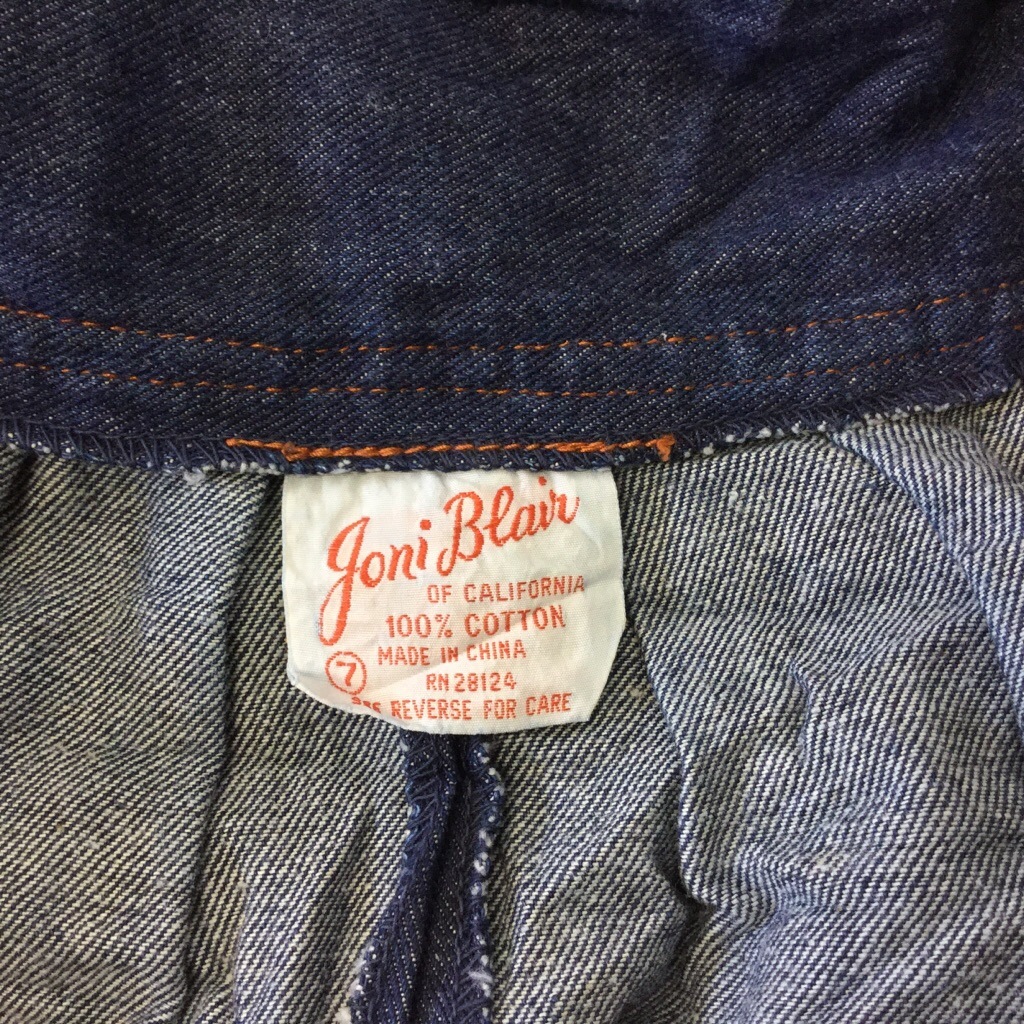 Joni Blair
OF CALIFORNIA
100% COTTON
7 MADE IN CHINA
RN 28124
REVERSE FOR CARE